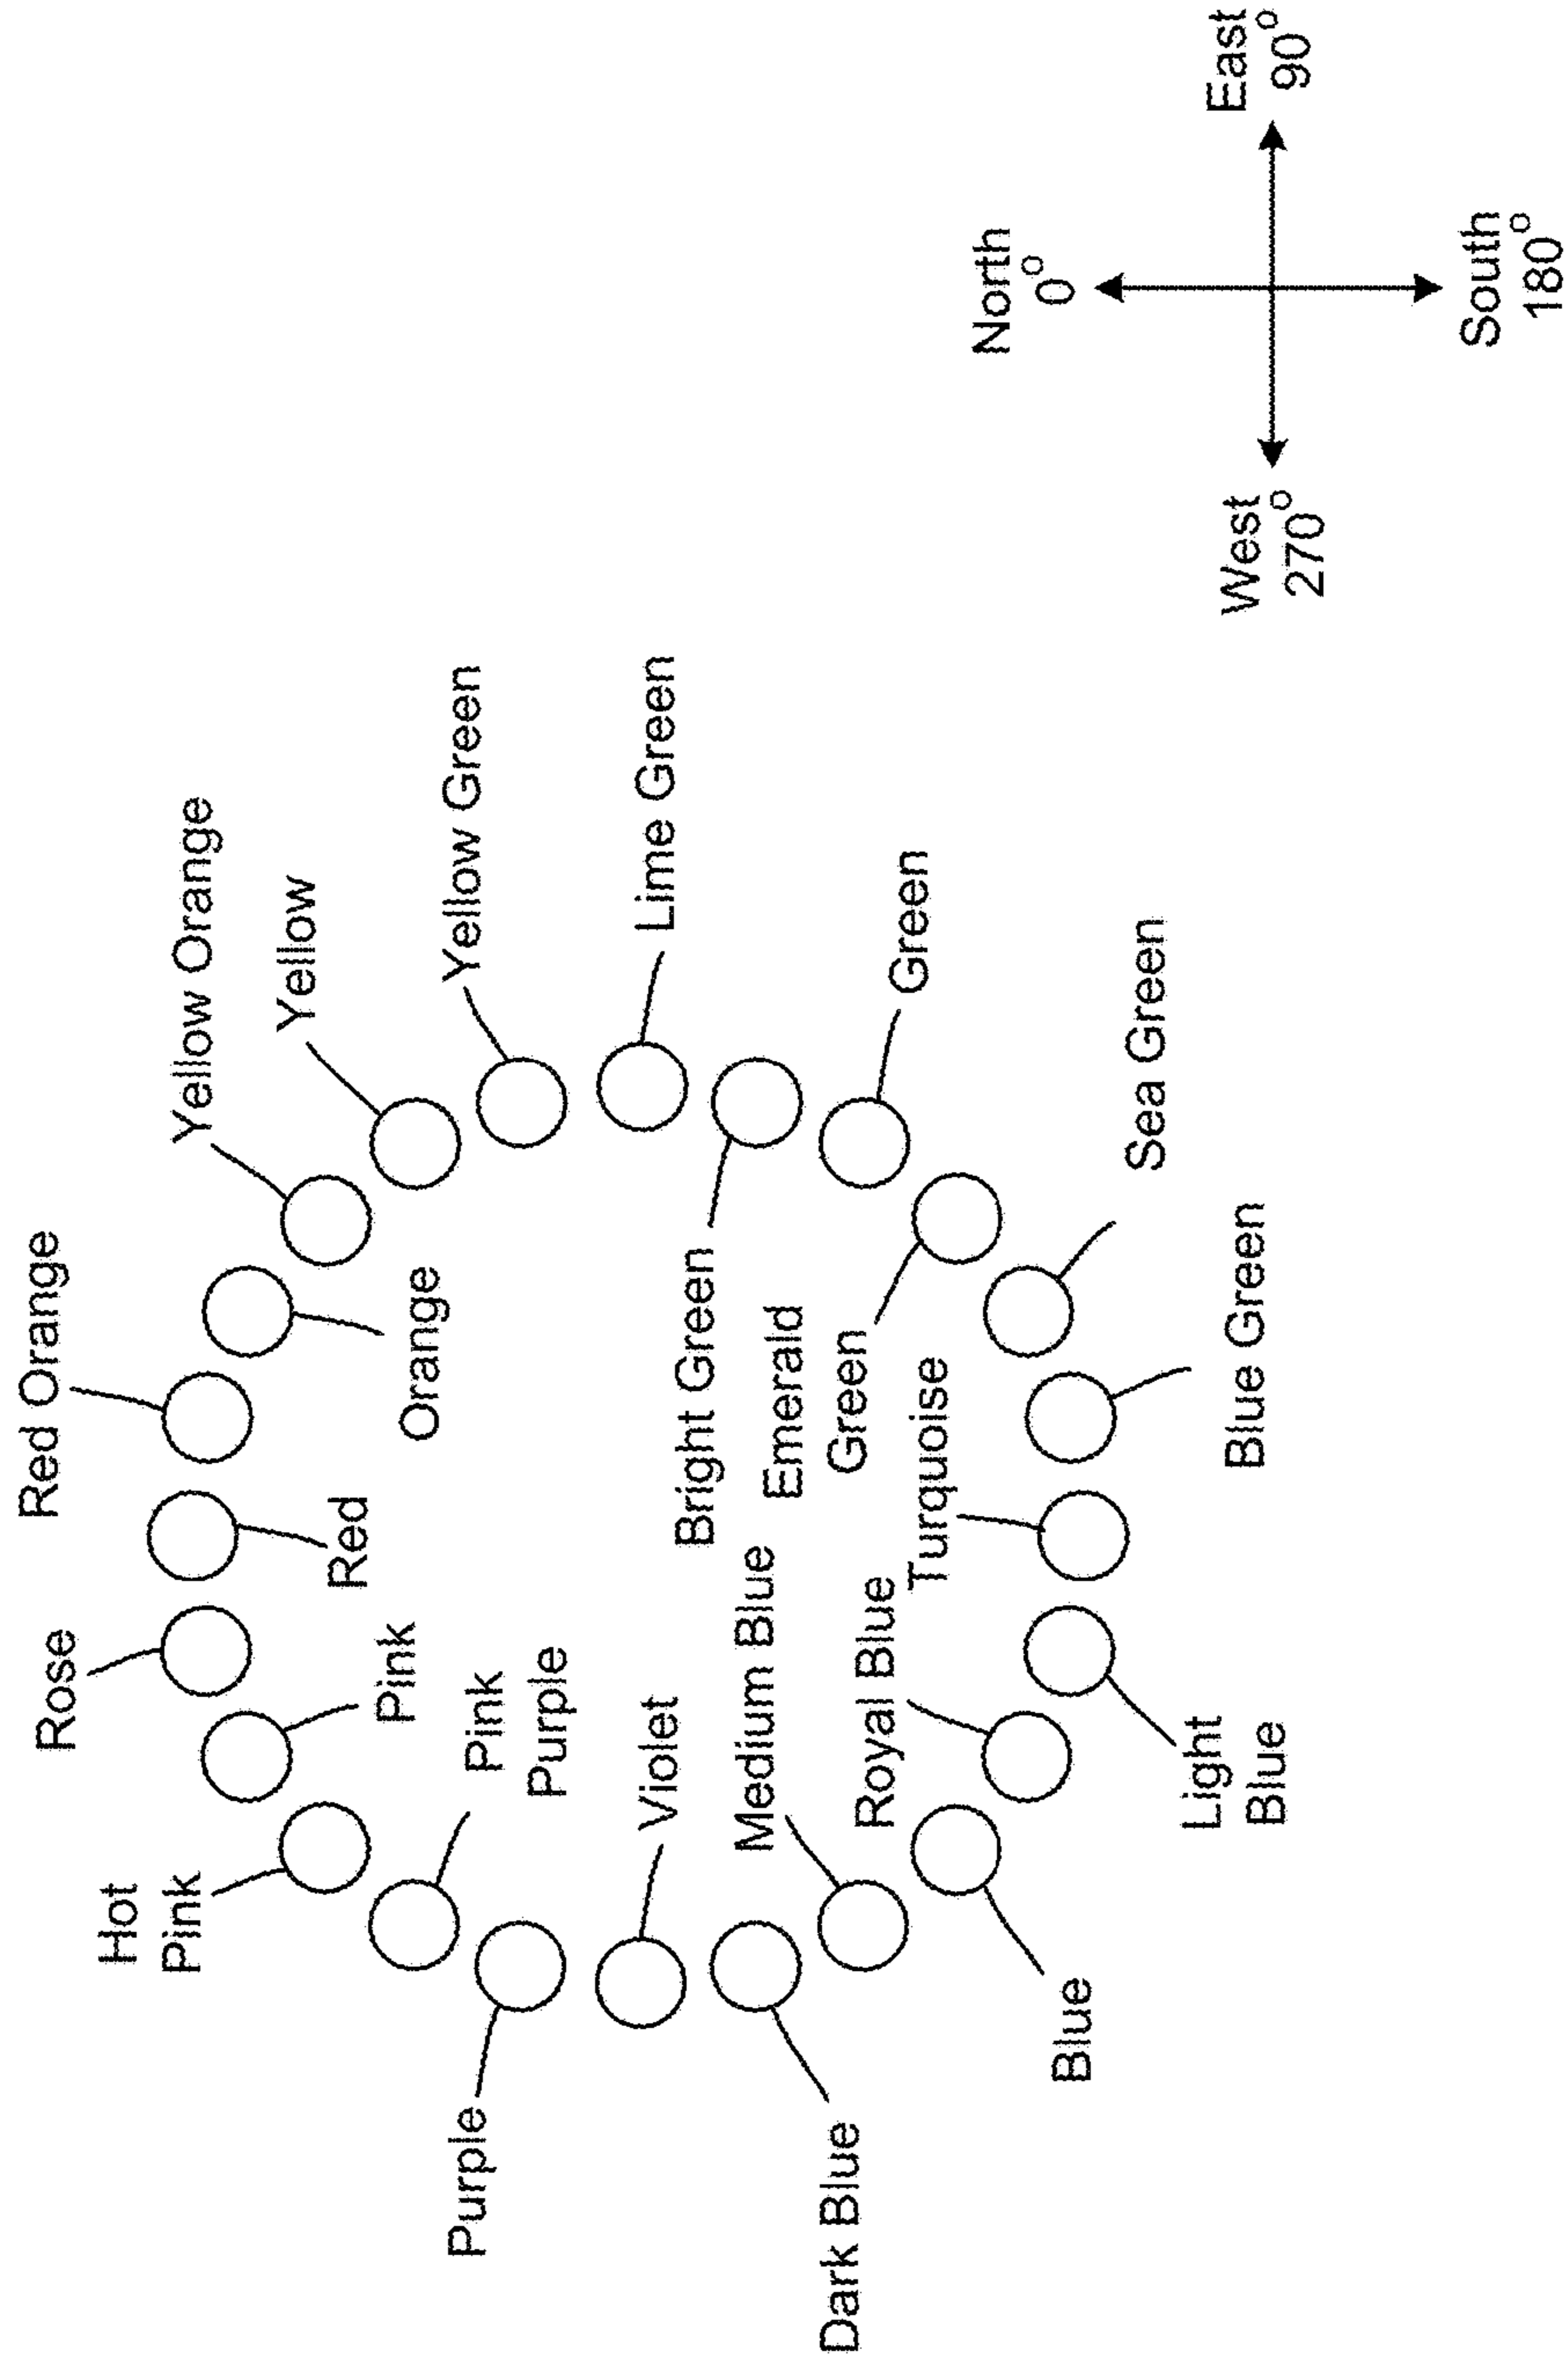 Red Orange
Rose
Yellow Orange
Hot
Pink
Yellow
Red
Pink
Orange
Yellow Green
Pink
Purple
Purple
Lime Green
Violet
Bright Green
Medium Blue
Emerald
Green
Green
Dark Blue
Royal Blue
Turquoise
Blue
Sea Green
Light
Blue
Blue Green
North
0°
East
90°
West
270°
South
180°